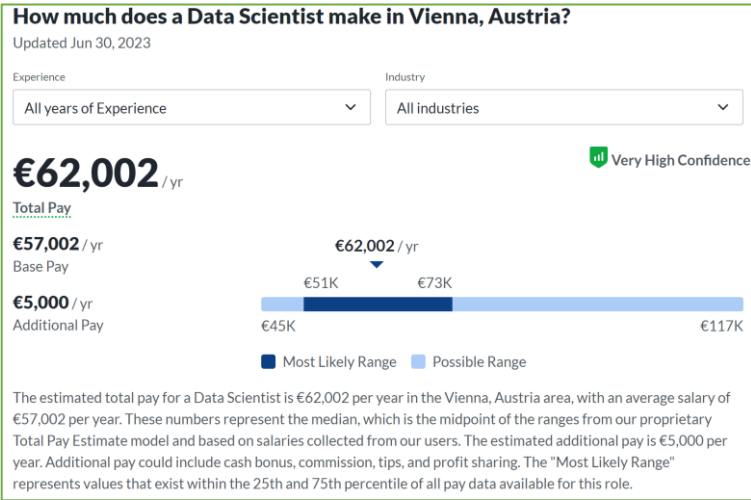 How much does a Data Scientist make in Vienna, Austria?
Updated Jun 30, 2023
Experience
Industry
All years of Experience
All industries
€62,002 / yr
Very High Confidence
Total Pay
€57,002 / yr
Base Pay
€5,000 / yr
Additional Pay
€62,002 / yr
€51K
€73K
€45K
€117K
Most Likely Range
Possible Range
The estimated total pay for a Data Scientist is €62,002 per year in the Vienna, Austria area, with an average salary of
€57,002 per year. These numbers represent the median, which is the midpoint of the ranges from our proprietary
Total Pay Estimate model and based on salaries collected from our users. The estimated additional pay is €5,000 per
year. Additional pay could include cash bonus, commission, tips, and profit sharing. The "Most Likely Range"
represents values that exist within the 25th and 75th percentile of all pay data available for this role.